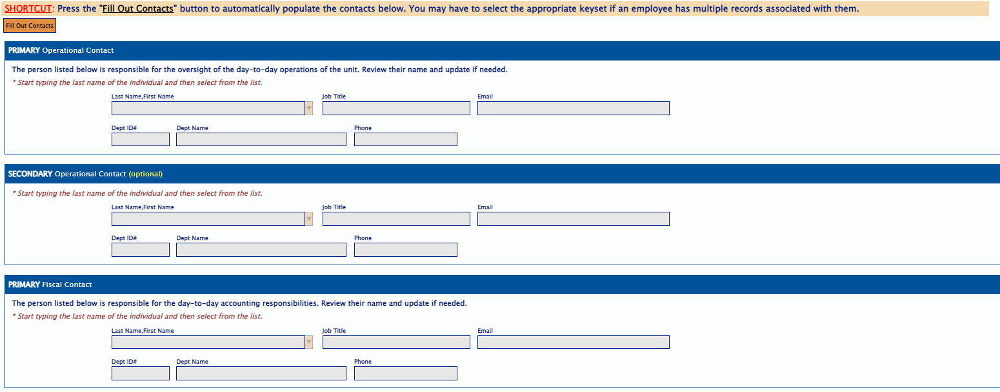 SHORTCUT: Press the "Fill Out Contacts" button to automatically populate the contacts below. You may have to select the appropriate keyset if an employee has multiple records associated with them.
Fill Out Contacts
PRIMARY Operational Contact
The person listed below is responsible for the oversight of the day-to-day operations of the unit. Review their name and update if needed.
* Start typing the last name of the individual and then select from the list.
Last Name,First Name Job Title Email
Dept ID# Dept Name Phone
SECONDARY Operational Contact (optional)
* Start typing the last name of the individual and then select from the list.
Last Name,First Name Job Title Email
Dept ID# Dept Name Phone
PRIMARY Fiscal Contact
The person listed below is responsible for the day-to-day accounting responsibilities. Review their name and update if needed.
* Start typing the last name of the individual and then select from the list.
Last Name,First Name Job Title Email
Dept ID# Dept Name Phone